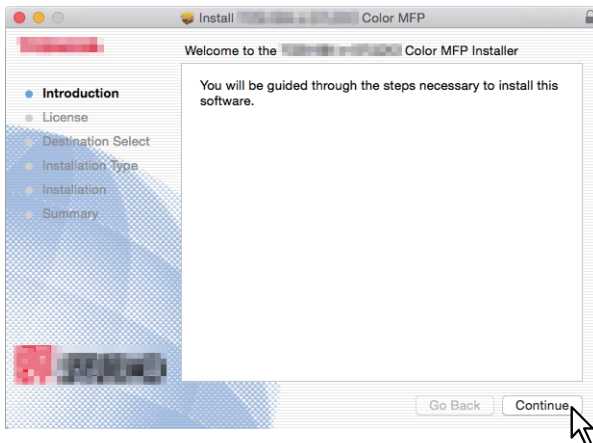 Install Color MFP
Welcome to the Color MFP Installer
Introduction
License
Destination Select
Installation Type
Installation
Summary
You will be guided through the steps necessary to install this
software.
Go Back
Continue